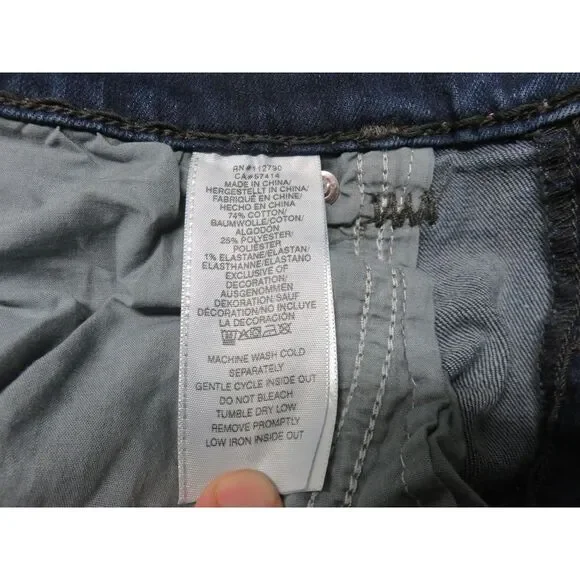 RN#112790
CA#57414
MADE IN CHINA/
HERGESTELLT IN CHINA/
FABRIQUÉ EN CHINE/
HECHO EN CHINA
74% COTTON/
BAUMWOLLE/COTON/
ALGODON
25% POLYESTER/
POLIÉSTER
1% ELASTANE/ELASTAN/
ELASTHANNE/ELASTANO
EXCLUSIVE OF
DECORATION/
AUSGENOMMEN
DEKORATION/SAUF
DÉCORATION/NO INCLUYE
LA DECORACIÓN
MACHINE WASH COLD
SEPARATELY
GENTLE CYCLE INSIDE OUT
DO NOT BLEACH
TUMBLE DRY LOW
REMOVE PROMPTLY
LOW IRON INSIDE OUT